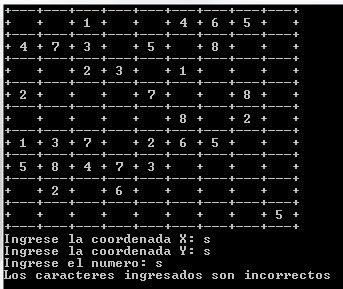 +---+---+---+---+---+---+---+---+---+
+   +   + 1 +   +   + 4 + 6 + 5 +   +
+---+---+---+---+---+---+---+---+---+
+ 4 + 7 + 3 +   + 5 +   + 8 +   +   +
+---+---+---+---+---+---+---+---+---+
+   +   + 2 + 3 +   + 1 +   +   +   +
+---+---+---+---+---+---+---+---+---+
+ 2 +   +   +   + 7 +   +   + 8 +   +
+---+---+---+---+---+---+---+---+---+
+   +   +   +   +   + 8 +   + 2 +   +
+---+---+---+---+---+---+---+---+---+
+ 1 + 3 + 7 +   + 2 + 6 + 5 +   +   +
+---+---+---+---+---+---+---+---+---+
+ 5 + 8 + 4 + 7 + 3 +   +   +   +   +
+---+---+---+---+---+---+---+---+---+
+   + 2 +   + 6 +   +   +   +   +   +
+---+---+---+---+---+---+---+---+---+
+   +   +   +   +   +   +   +   + 5 +
+---+---+---+---+---+---+---+---+---+
Ingrese la coordenada X: s
Ingrese la coordenada Y: s
Ingrese el numero: s
Los caracteres ingresados son incorrectos